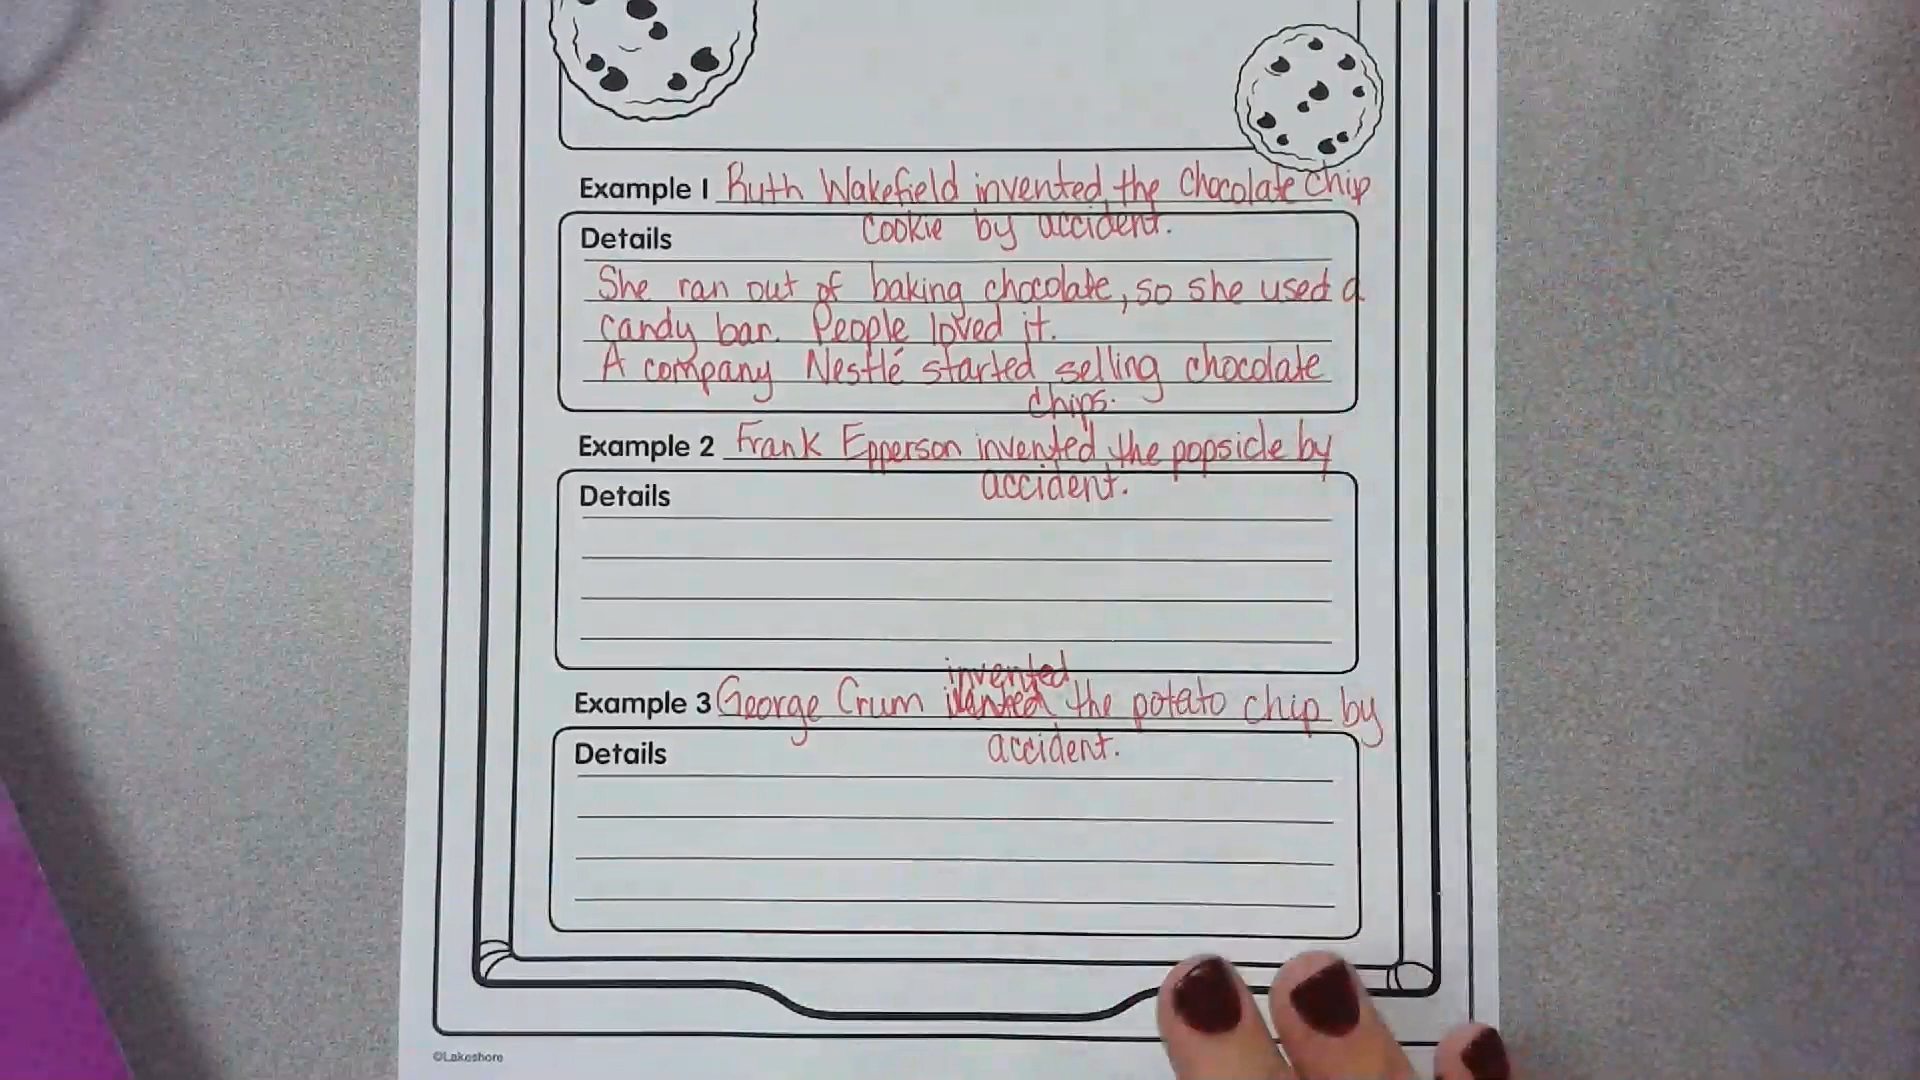 Example 1 Ruth Wakefield invented the chocolate chip
cookie by accident.
Details
She ran out of baking chocolate, so she used a
candy bar. People loved it.
A company Nestlé started selling chocolate
chips.
Example 2 Frank Epperson invented the popsicle by
accident.
Details
invented
Example 3 George Crum the potato chip by
accident.
Details
©Lakeshore